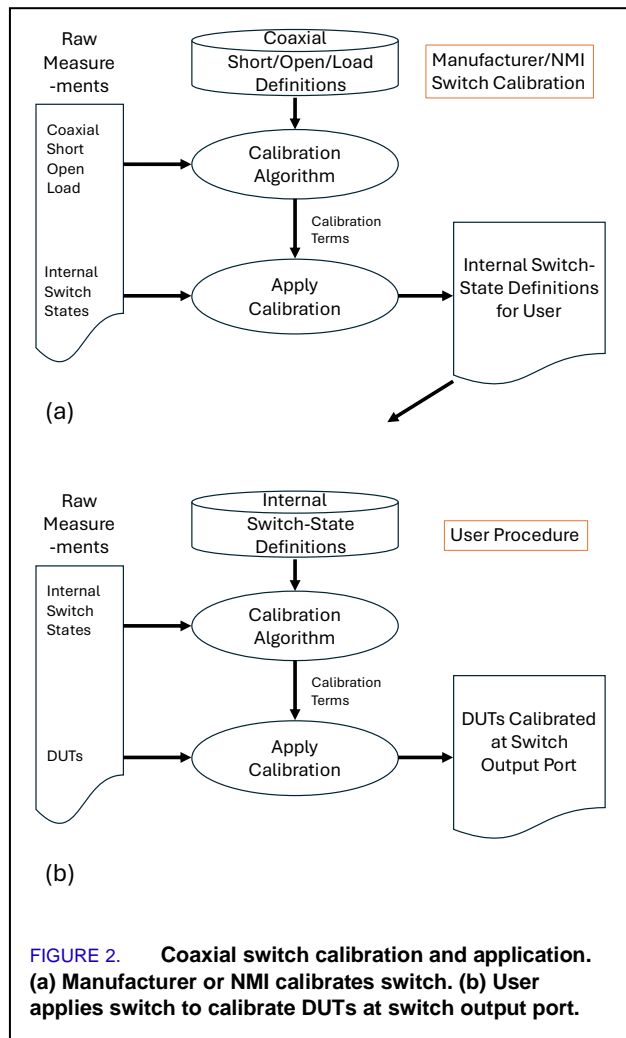 Raw
Measure
-ments
Coaxial
Short/Open/Load
Definitions
Manufacturer/NMI
Switch Calibration
Coaxial
Short
Open
Load
Calibration
Algorithm
Calibration
Terms
Internal
Switch
States
Apply
Calibration
Internal Switch-
State Definitions
for User
(a)
Raw
Measure
-ments
Internal
Switch-State
Definitions
User Procedure
Internal
Switch
States
Calibration
Algorithm
Calibration
Terms
DUTs
Apply
Calibration
DUTs Calibrated
at Switch
Output Port
(b)
FIGURE 2. Coaxial switch calibration and application.
(a) Manufacturer or NMI calibrates switch. (b) User
applies switch to calibrate DUTs at switch output port.